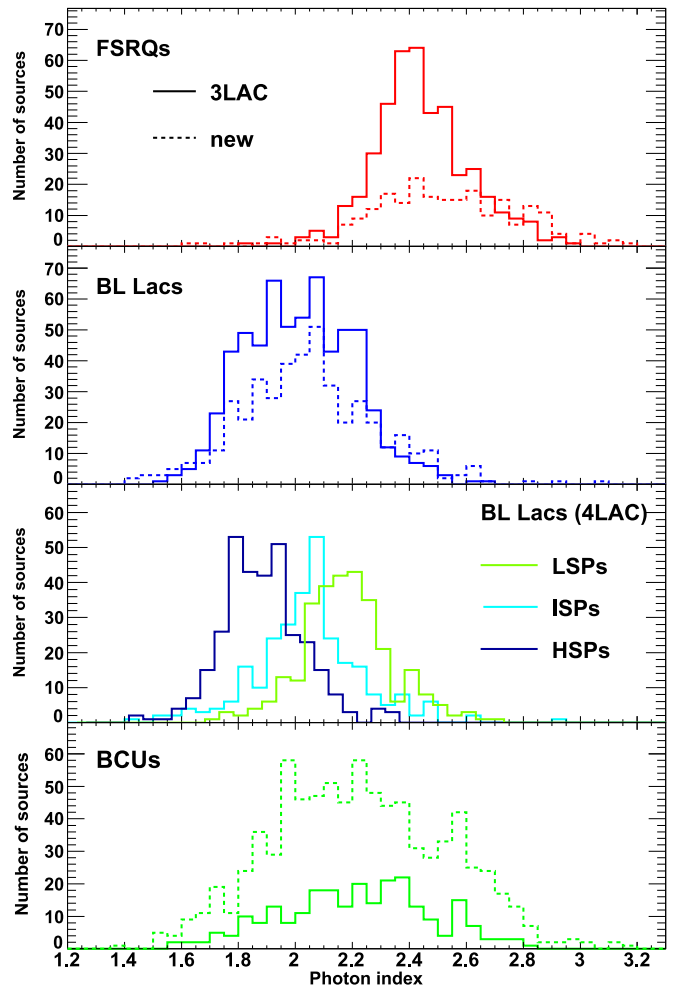 FSRQs
3LAC
new
Number of sources
70
60
50
40
30
20
10
0
BL Lacs
Number of sources
70
60
50
40
30
20
10
0
BL Lacs (4LAC)
LSPs
ISPs
HSPs
Number of sources
60
50
40
30
20
10
0
BCUs
Number of sources
60
50
40
30
20
10
0
1.2 1.4 1.6 1.8 2 2.2 2.4 2.6 2.8 3 3.2
Photon index